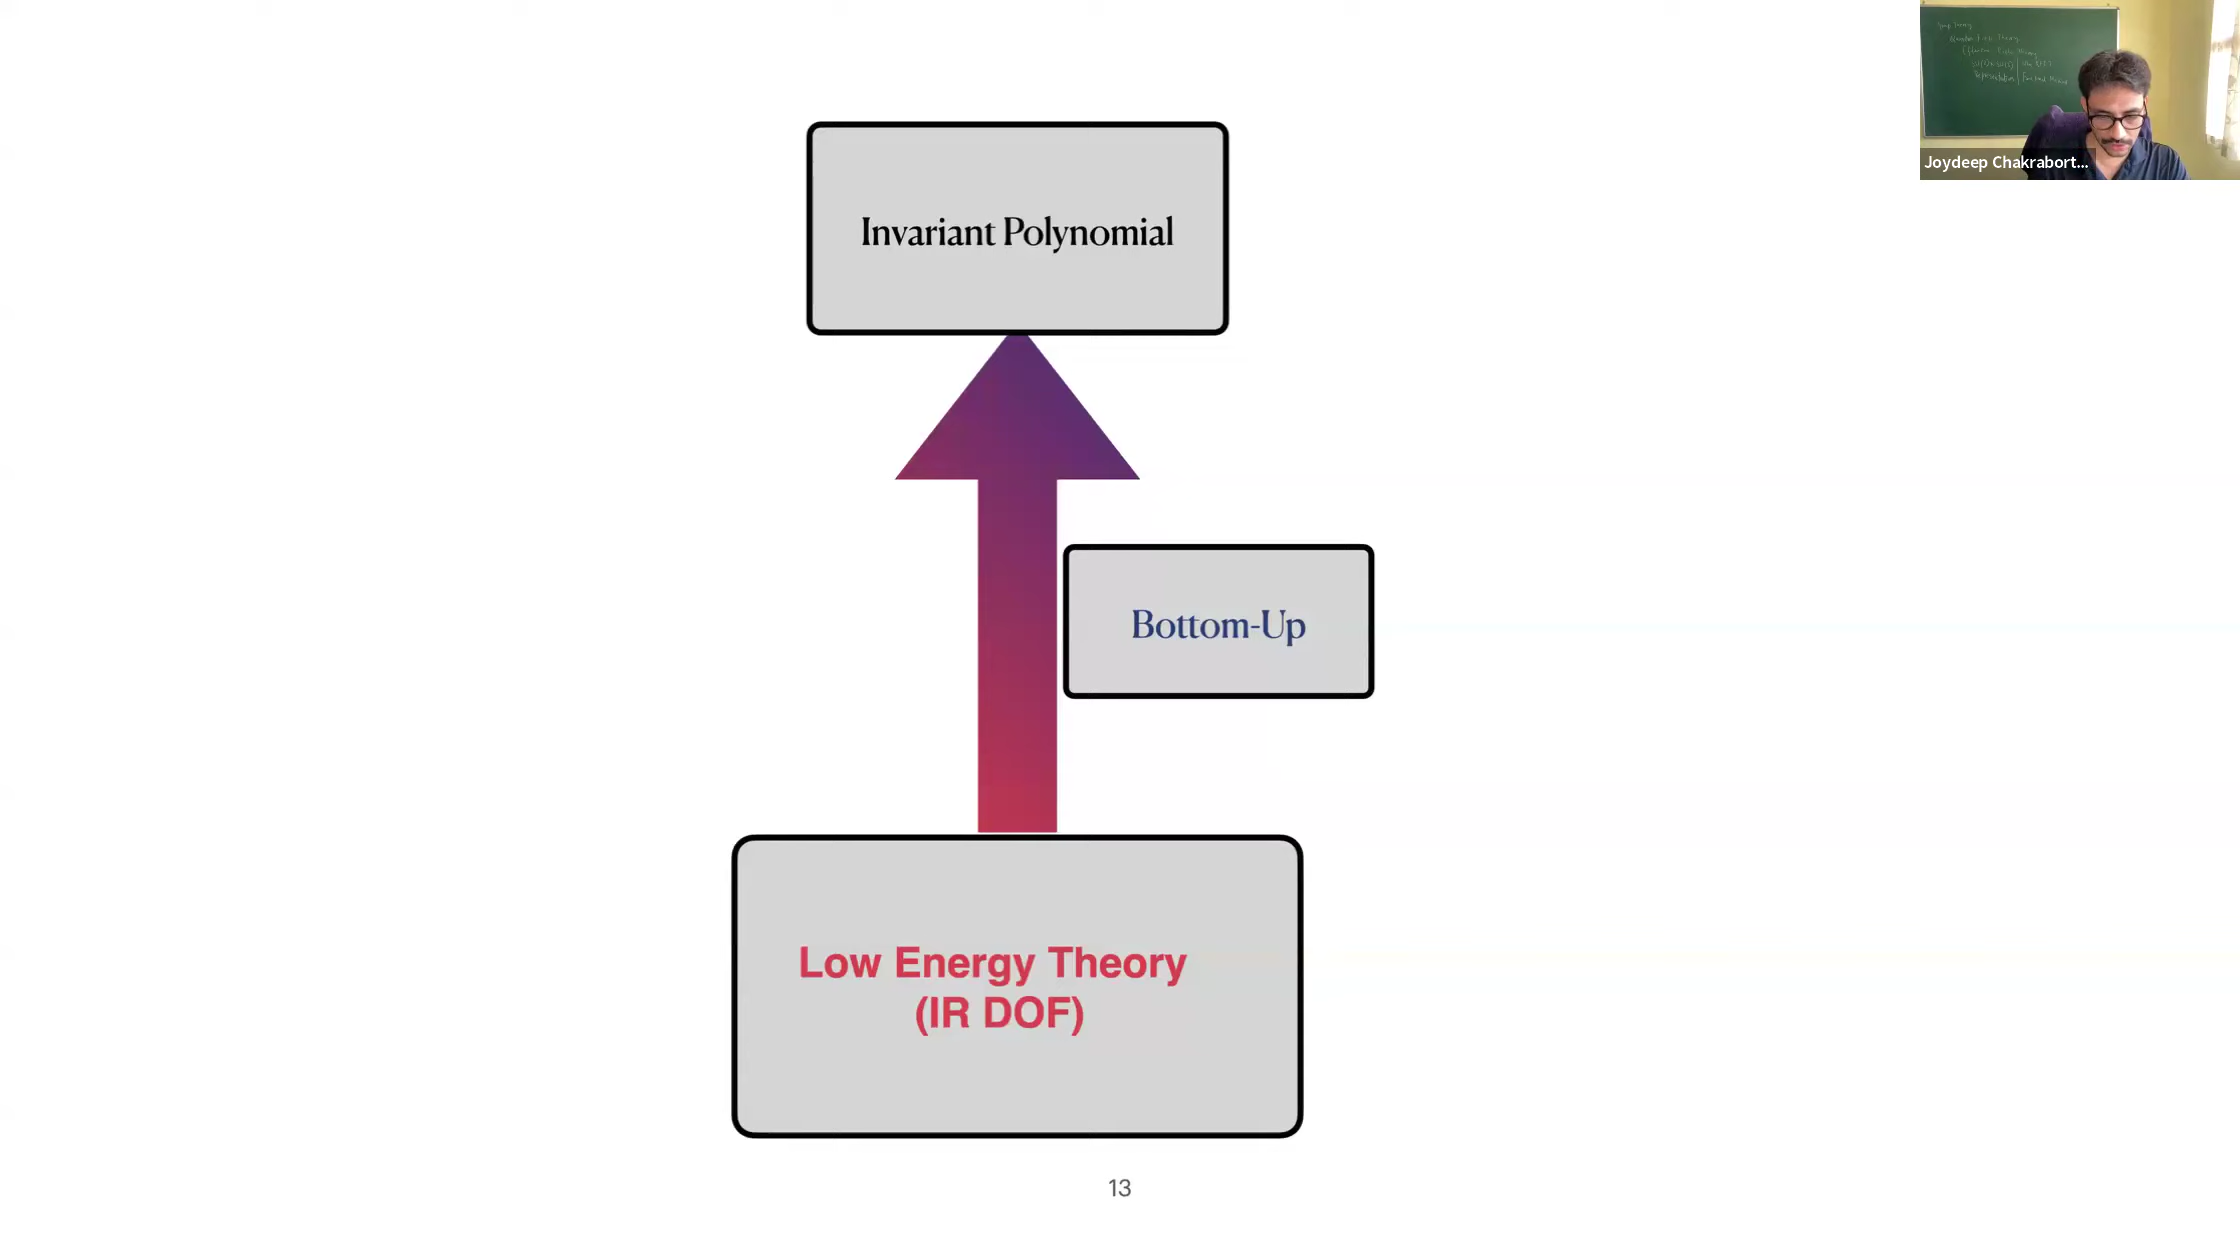 Invariant Polynomial
Bottom-Up
Low Energy Theory
(IR DOF)
13
Joydeep Chakrabort...